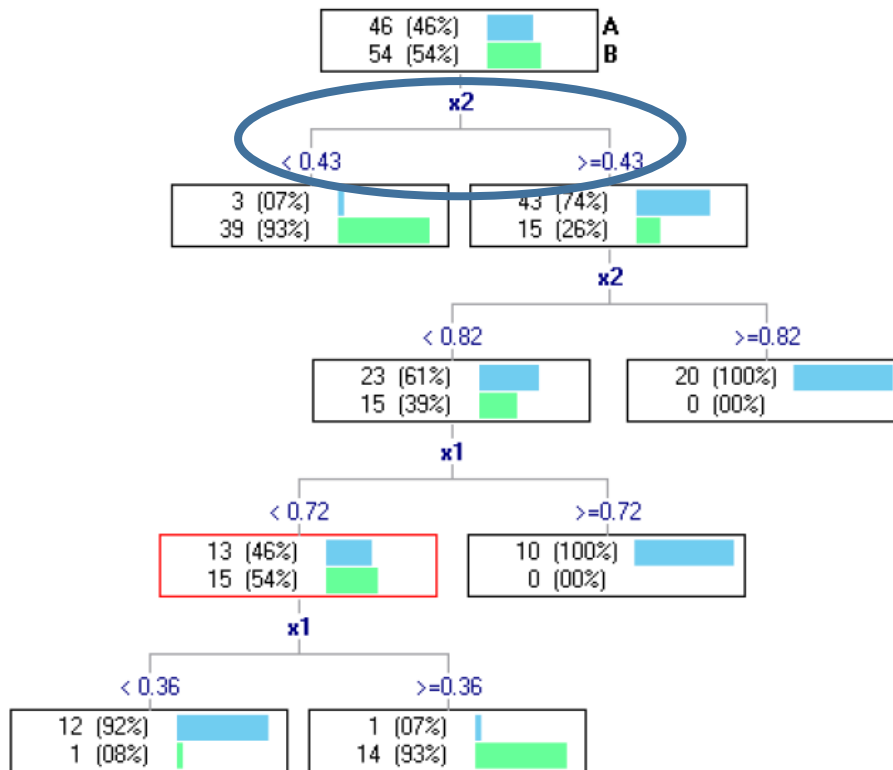 46 (46%) A
54 (54%) B
x2
< 0.43 >=0.43
3 (07%) 43 (74%)
39 (93%) 15 (26%)
x2
< 0.82 >=0.82
23 (61%) 20 (100%)
15 (39%) 0 (00%)
x1
< 0.72 >=0.72
13 (46%) 10 (100%)
15 (54%) 0 (00%)
x1
< 0.36 >=0.36
12 (92%) 1 (07%)
1 (08%) 14 (93%)